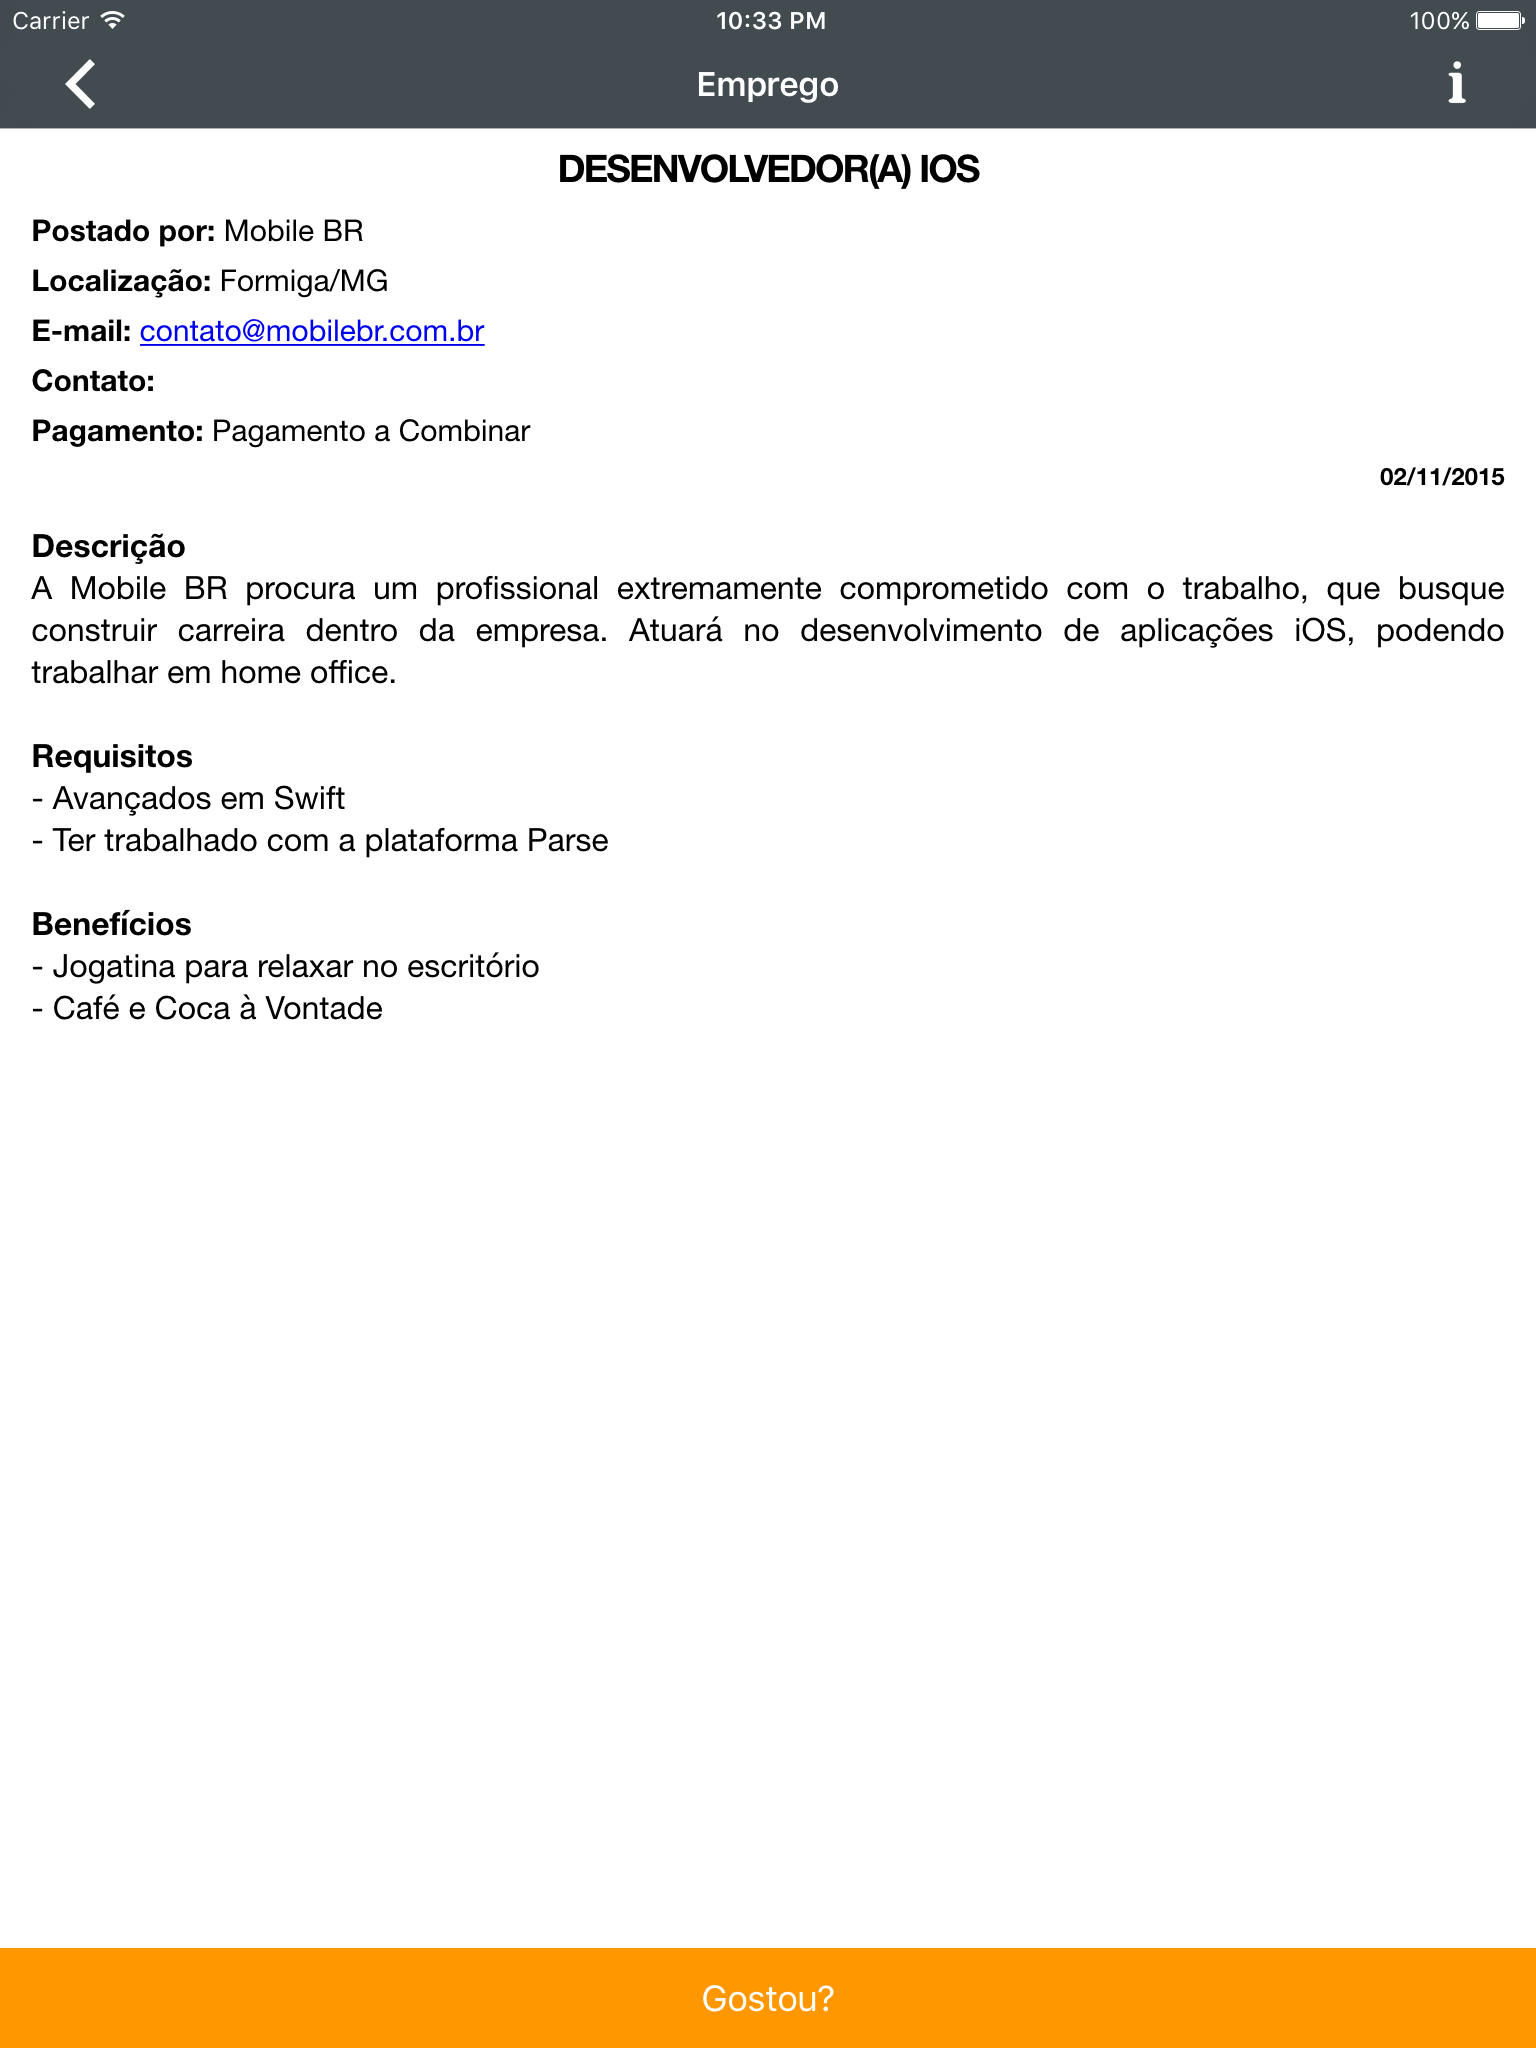 Carrier 10:33 PM 100%
Emprego
DESENVOLVEDOR(A) IOS
Postado por: Mobile BR
Localização: Formiga/MG
E-mail: contato@mobilebr.com.br
Contato:
Pagamento: Pagamento a Combinar
02/11/2015
Descrição
A Mobile BR procura um profissional extremamente comprometido com o trabalho, que busque
construir carreira dentro da empresa. Atuará no desenvolvimento de aplicações iOS, podendo
trabalhar em home office.
Requisitos
- Avançados em Swift
- Ter trabalhado com a plataforma Parse
Benefícios
- Jogatina para relaxar no escritório
- Café e Coca à Vontade
Gostou?